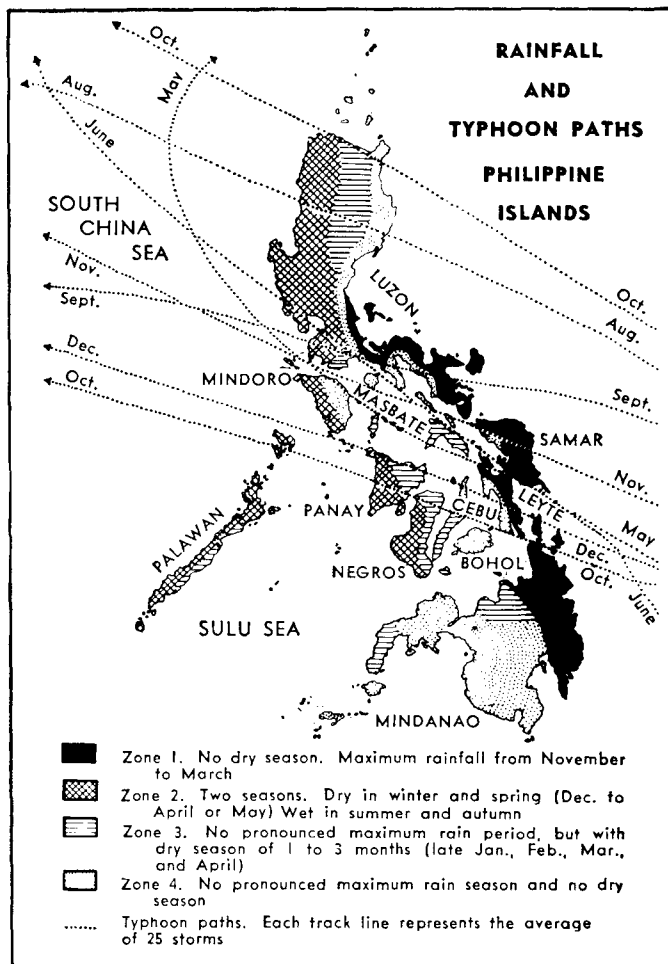 RAINFALL
AND
TYPHOON PATHS
PHILIPPINE
ISLANDS
Oct.
May
Aug.
June
SOUTH
CHINA
SEA
Nov.
Sept.
Dec.
Oct.
LUZON
Oct.
Aug.
Sept.
MINDORO
MASBATE
SAMAR
Nov.
LEYTE
May
PANAY
CEBU
Dec.
PALAWAN
NEGROS
BOHOL
Oct.
June
SULU SEA
MINDANAO
Zone 1. No dry season. Maximum rainfall from November
to March
Zone 2. Two seasons. Dry in winter and spring (Dec. to
April or May) Wet in summer and autumn
Zone 3. No pronounced maximum rain period, but with
dry season of 1 to 3 months (late Jan., Feb., Mar.,
and April)
Zone 4. No pronounced maximum rain season and no dry
season
Typhoon paths. Each track line represents the average
of 25 storms